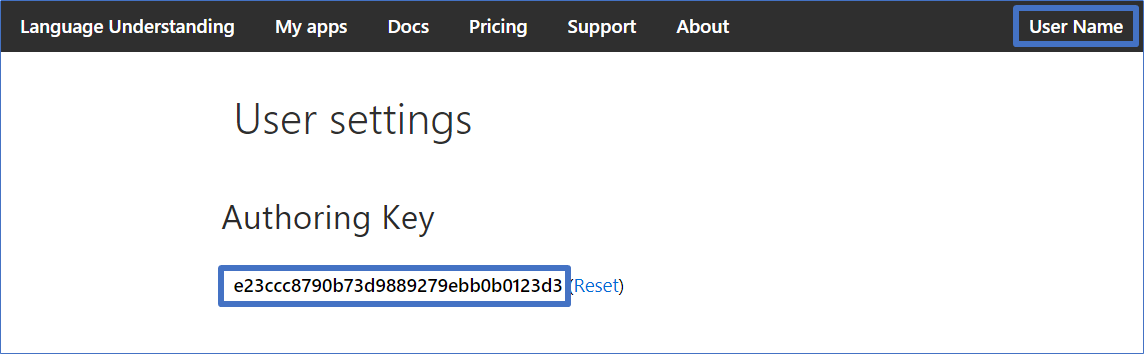 Language Understanding My apps Docs Pricing Support About User Name
User settings
Authoring Key
e23ccc8790b73d9889279ebb0b0123d3 (Reset)